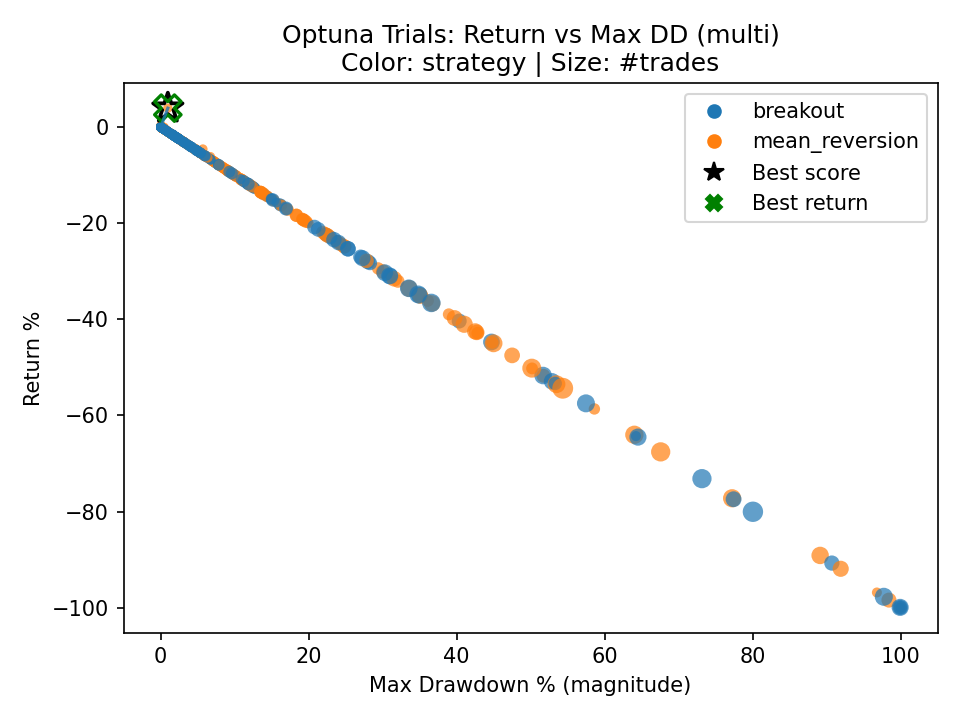 Optuna Trials: Return vs Max DD (multi)
Color: strategy | Size: #trades
breakout
mean_reversion
Best score
Best return
Return %
0
−20
−40
−60
−80
−100
0
20
40
60
80
100
Max Drawdown % (magnitude)